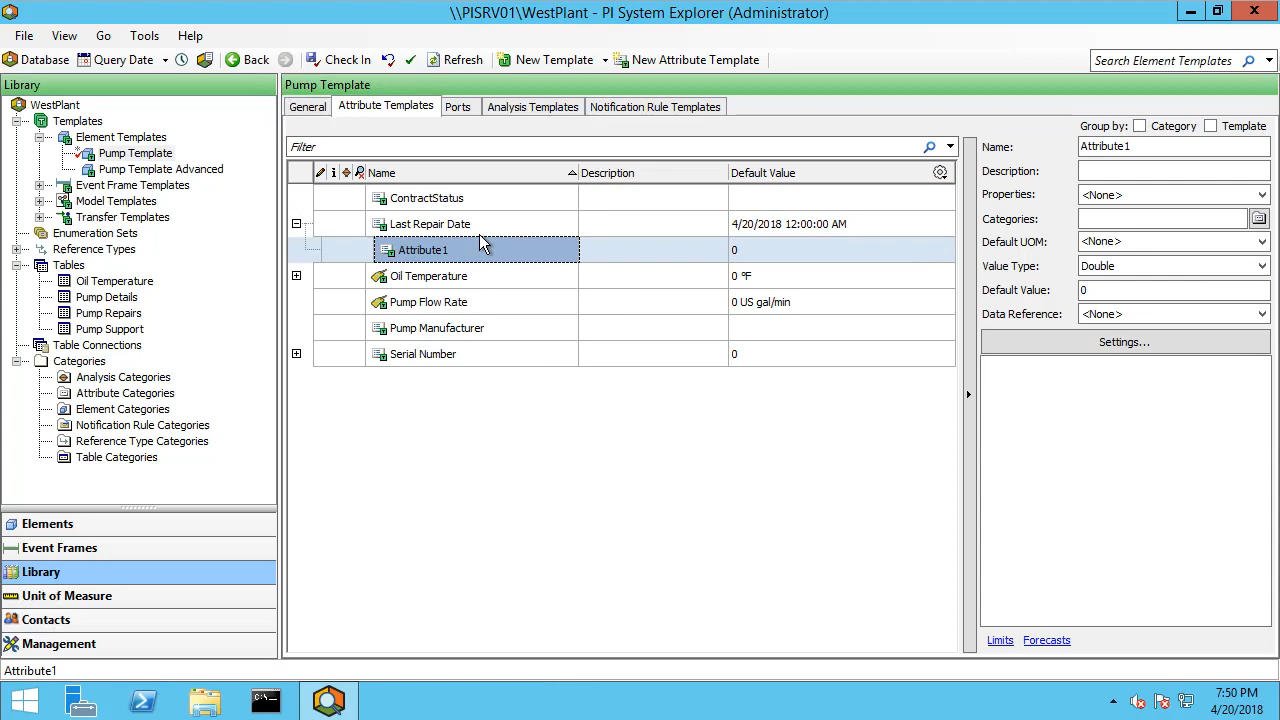 \\PISRV01\WestPlant - PI System Explorer (Administrator)
File View Go Tools Help
Database Query Date Back Check In Refresh New Template New Attribute Template Search Element Templates
Library
WestPlant
Templates
Element Templates
Pump Template
Pump Template Advanced
Event Frame Templates
Model Templates
Transfer Templates
Enumeration Sets
Reference Types
Tables
Oil Temperature
Pump Details
Pump Repairs
Pump Support
Table Connections
Categories
Analysis Categories
Attribute Categories
Element Categories
Notification Rule Categories
Reference Type Categories
Table Categories
Elements
Event Frames
Library
Unit of Measure
Contacts
Management
Pump Template
General Attribute Templates Ports Analysis Templates Notification Rule Templates
Group by: Category Template
Filter
Name Description Default Value
ContractStatus
Last Repair Date 4/20/2018 12:00:00 AM
Attribute1 0
Oil Temperature 0 °F
Pump Flow Rate 0 US gal/min
Pump Manufacturer
Serial Number 0
Name: Attribute1
Description:
Properties: <None>
Categories:
Default UOM: <None>
Value Type: Double
Default Value: 0
Data Reference: <None>
Settings...
Limits Forecasts
Attribute1
7:50 PM
4/20/2018